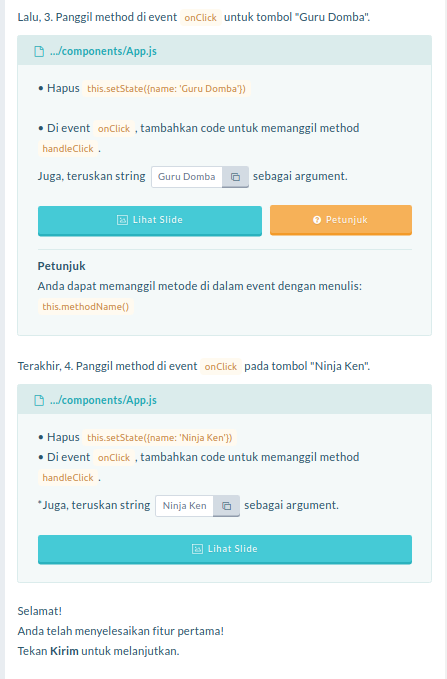 Lalu, 3. Panggil method di event onClick untuk tombol "Guru Domba".
.../components/App.js
• Hapus this.setState({name: 'Guru Domba'})
• Di event onClick , tambahkan code untuk memanggil method
handleClick .
Juga, teruskan string Guru Domba sebagai argument.
Lihat Slide
Petunjuk
Petunjuk
Anda dapat memanggil metode di dalam event dengan menulis:
this.methodName()
Terakhir, 4. Panggil method di event onClick pada tombol "Ninja Ken".
.../components/App.js
• Hapus this.setState({name: 'Ninja Ken'})
• Di event onClick , tambahkan code untuk memanggil method
handleClick .
*Juga, teruskan string Ninja Ken sebagai argument.
Lihat Slide
Selamat!
Anda telah menyelesaikan fitur pertama!
Tekan Kirim untuk melanjutkan.